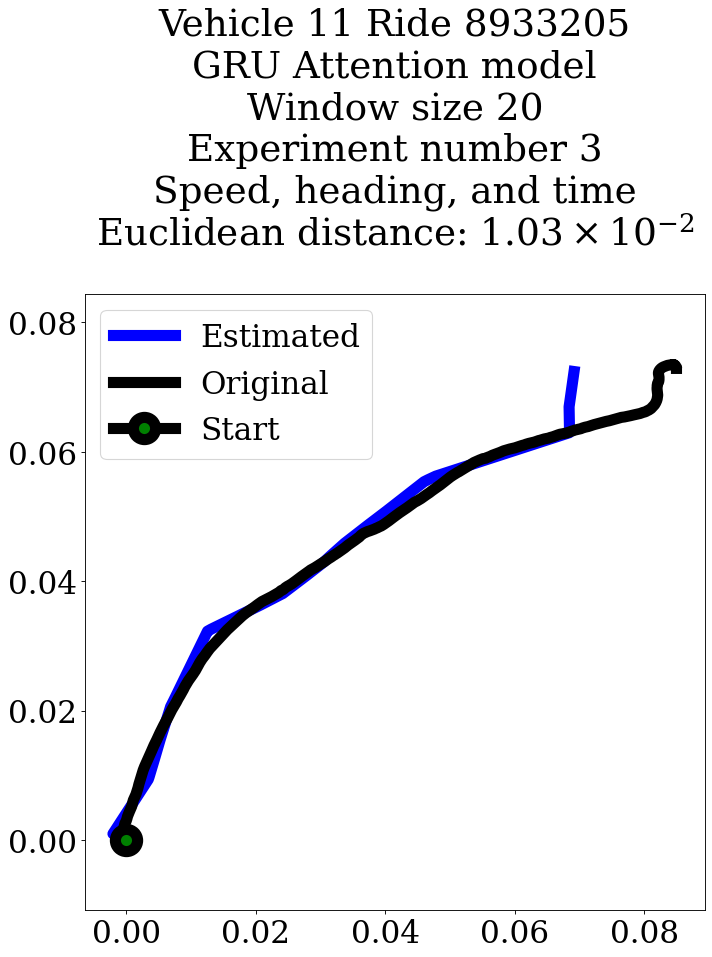 Vehicle 11 Ride 8933205
GRU Attention model
Window size 20
Experiment number 3
Speed, heading, and time
Euclidean distance: 1.03 × 10⁻²
0.08
0.06
0.04
0.02
0.00
Estimated
Original
Start
0.00 0.02 0.04 0.06 0.08